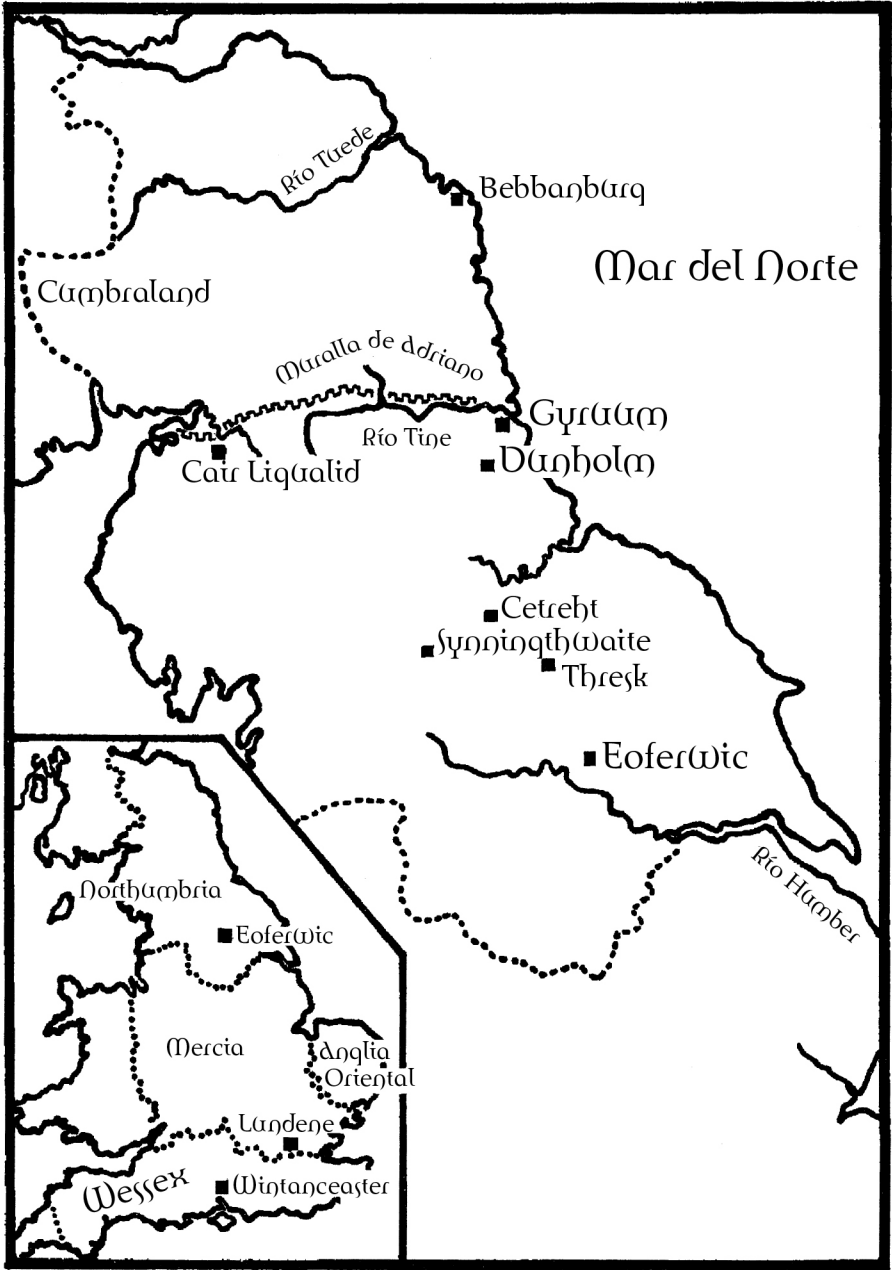 Río Tuede
Bebbanburg
Mar del Norte
Cumbraland
Muralla de Adriano
Gyruum
Río Tine
Dunholm
Cair Ligualid
Cetreht
Synningthwaite
Thresk
Eoferwic
Río Humber
Northumbria
Eoferwic
Mercia
Anglia
Oriental
Lundene
Wessex
Wintanceaster